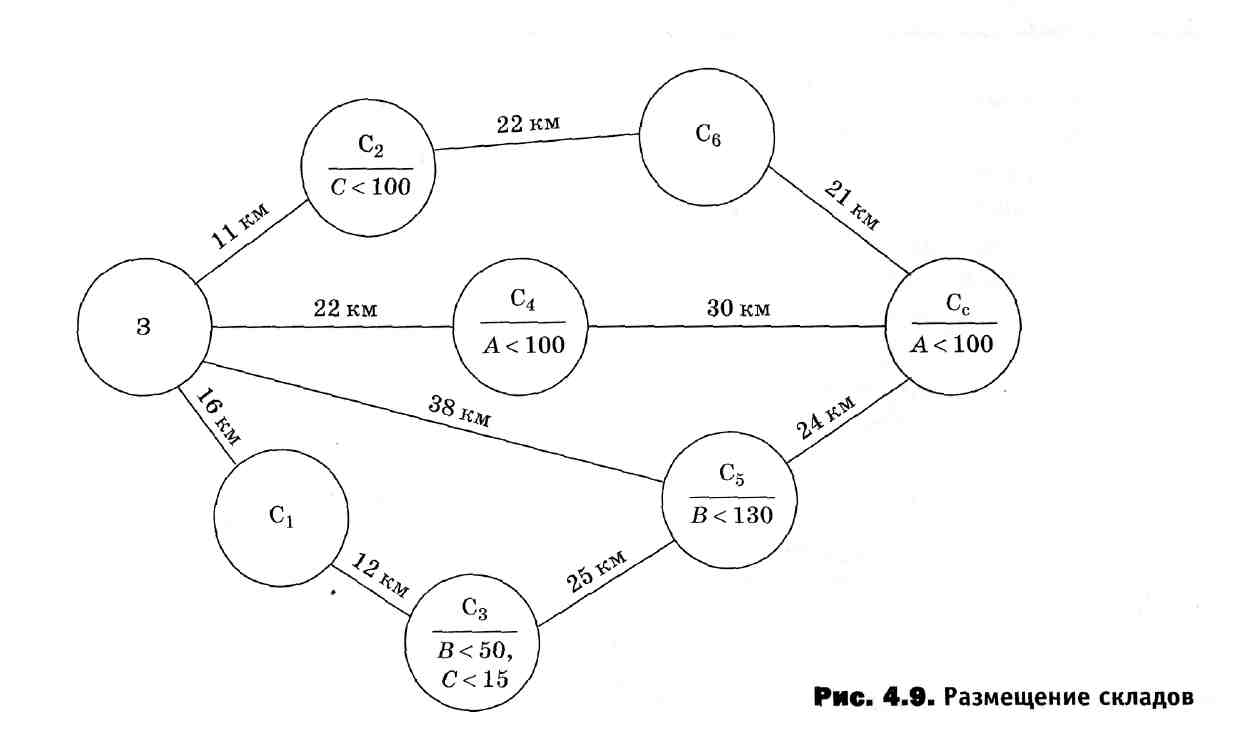 C₂
C < 100
22 км
C₆
11 км
21 км
З
22 км
C₄
A < 100
30 км
Cс
A < 100
16 км
38 км
24 км
C₁
C₅
B < 130
12 км
25 км
C₃
B < 50,
C < 15
Рис. 4.9. Размещение складов